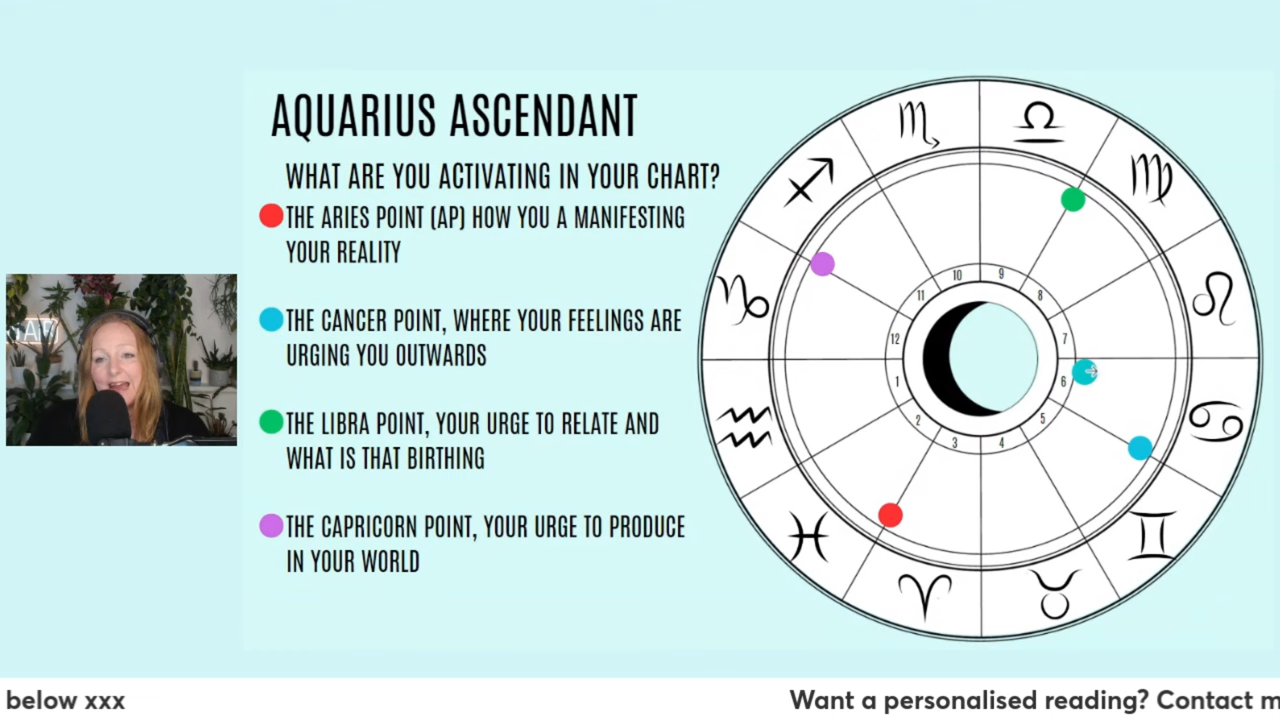 AQUARIUS ASCENDANT
WHAT ARE YOU ACTIVATING IN YOUR CHART?
THE ARIES POINT (AP) HOW YOU A MANIFESTING
YOUR REALITY
THE CANCER POINT, WHERE YOUR FEELINGS ARE
URGING YOU OUTWARDS
THE LIBRA POINT, YOUR URGE TO RELATE AND
WHAT IS THAT BIRTHING
THE CAPRICORN POINT, YOUR URGE TO PRODUCE
IN YOUR WORLD
♏ ♎
♐ ♍
♑ ♌
♒ ♋
♓ ♊
♈ ♉
10 9
11 8
12 7
1 6
2 5
3 4
below xxx
Want a personalised reading? Contact m